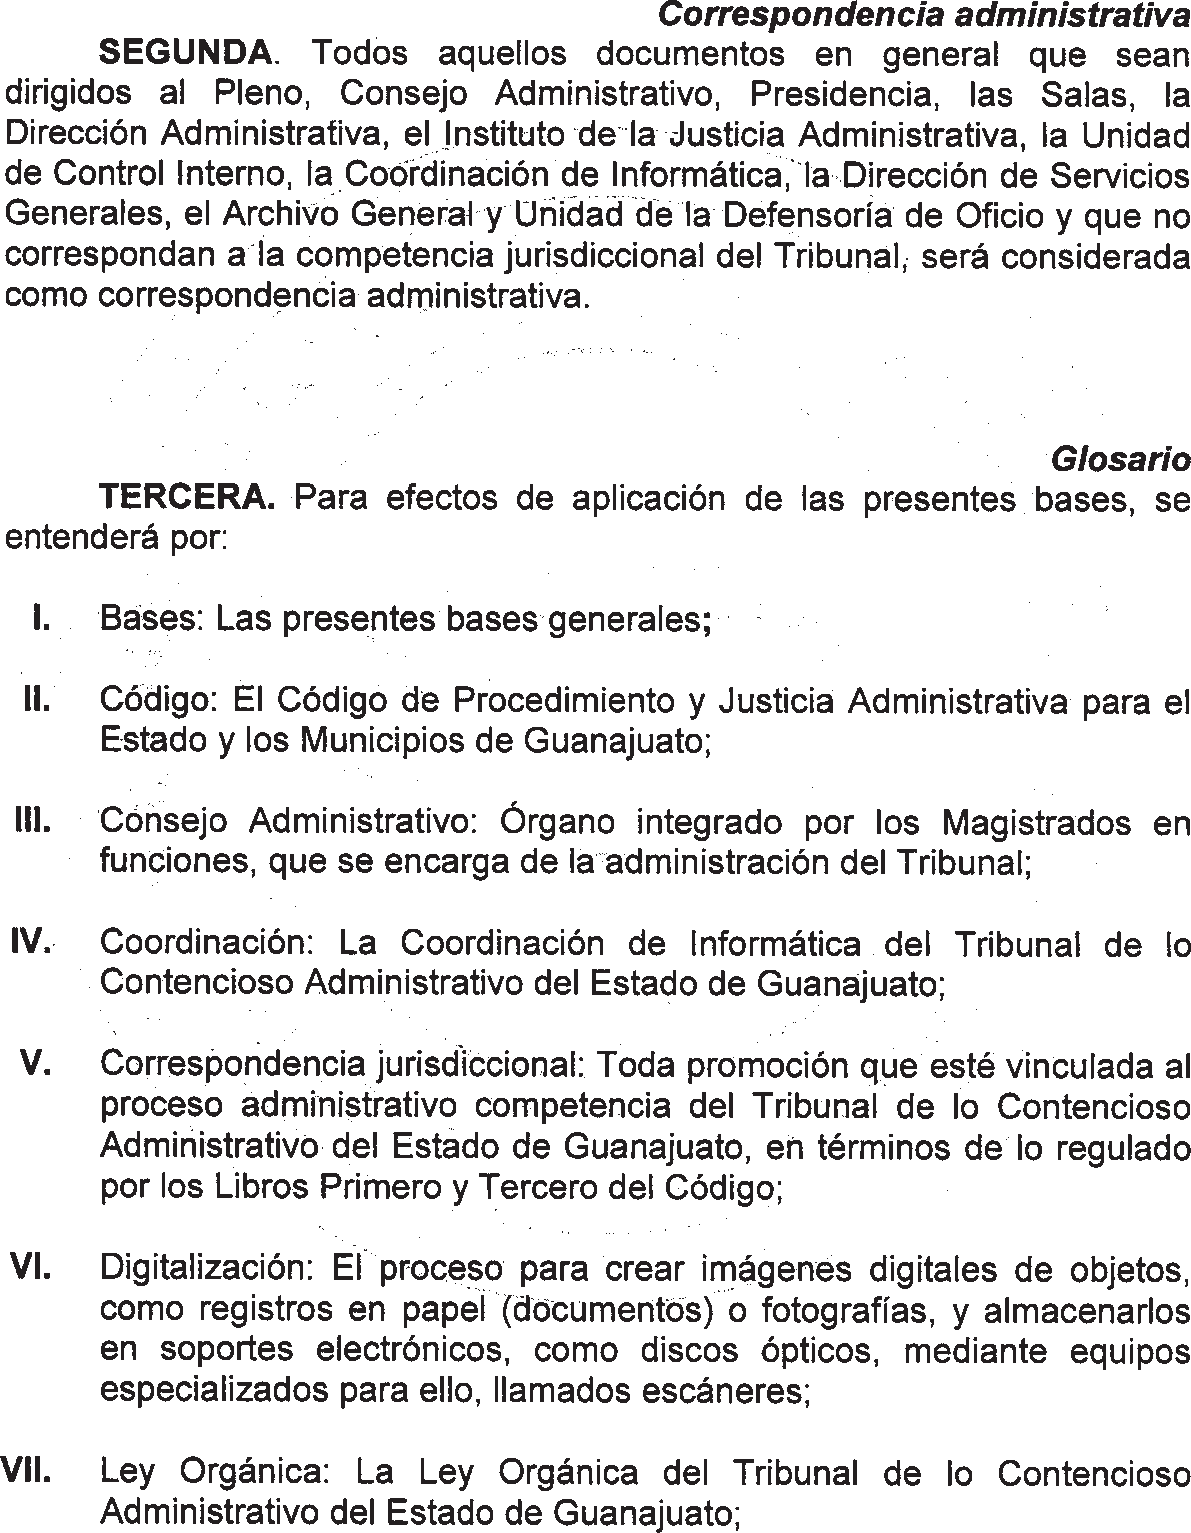 Correspondencia administrativa
SEGUNDA. Todos aquellos documentos en general que sean
dirigidos al Pleno, Consejo Administrativo, Presidencia, las Salas, la
Dirección Administrativa, el Instituto de la Justicia Administrativa, la Unidad
de Control Interno, la Coordinación de Informática, la Dirección de Servicios
Generales, el Archivo General y Unidad de la Defensoría de Oficio y que no
correspondan a la competencia jurisdiccional del Tribunal, será considerada
como correspondencia administrativa.
Glosario
TERCERA. Para efectos de aplicación de las presentes bases, se
entenderá por:
I. Bases: Las presentes bases generales;
II. Código: El Código de Procedimiento y Justicia Administrativa para el
Estado y los Municipios de Guanajuato;
III. Consejo Administrativo: Órgano integrado por los Magistrados en
funciones, que se encarga de la administración del Tribunal;
IV. Coordinación: La Coordinación de Informática del Tribunal de lo
Contencioso Administrativo del Estado de Guanajuato;
V. Correspondencia jurisdiccional: Toda promoción que esté vinculada al
proceso administrativo competencia del Tribunal de lo Contencioso
Administrativo del Estado de Guanajuato, en términos de lo regulado
por los Libros Primero y Tercero del Código;
VI. Digitalización: El proceso para crear imágenes digitales de objetos,
como registros en papel (documentos) o fotografías, y almacenarlos
en soportes electrónicos, como discos ópticos, mediante equipos
especializados para ello, llamados escáneres;
VII. Ley Orgánica: La Ley Orgánica del Tribunal de lo Contencioso
Administrativo del Estado de Guanajuato;